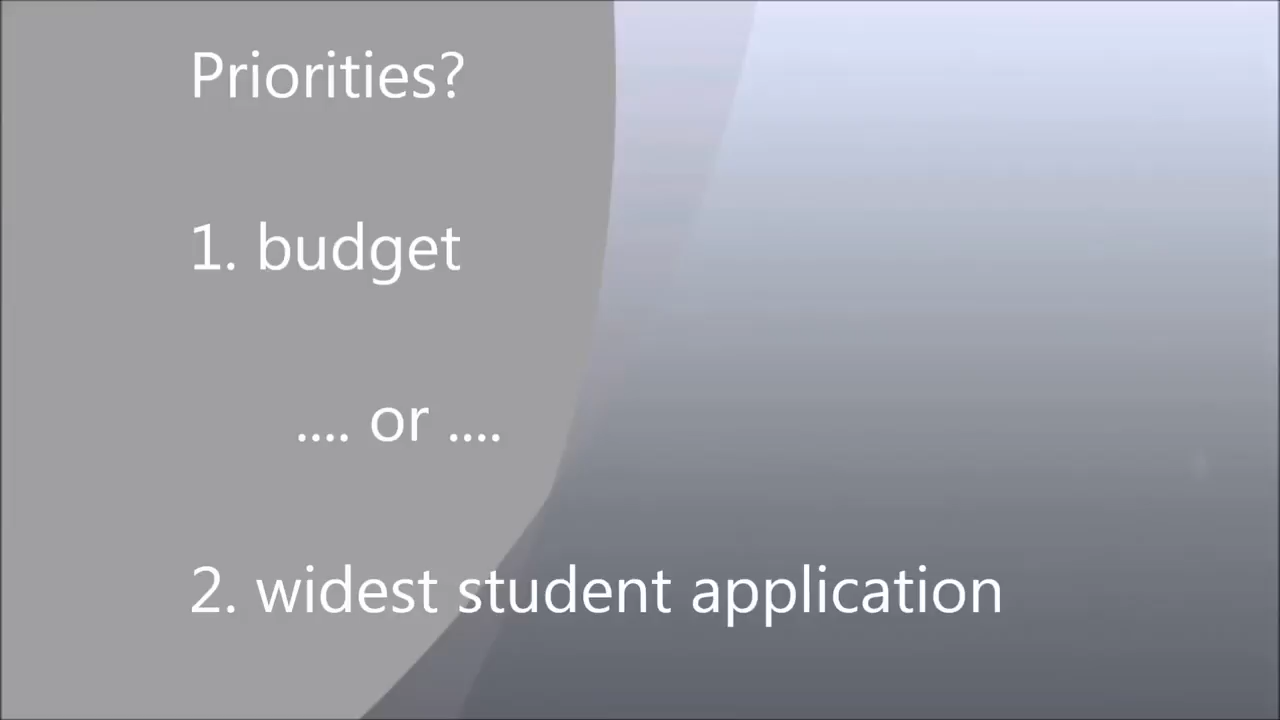 Priorities?
1. budget
.... or ....
2. widest student application